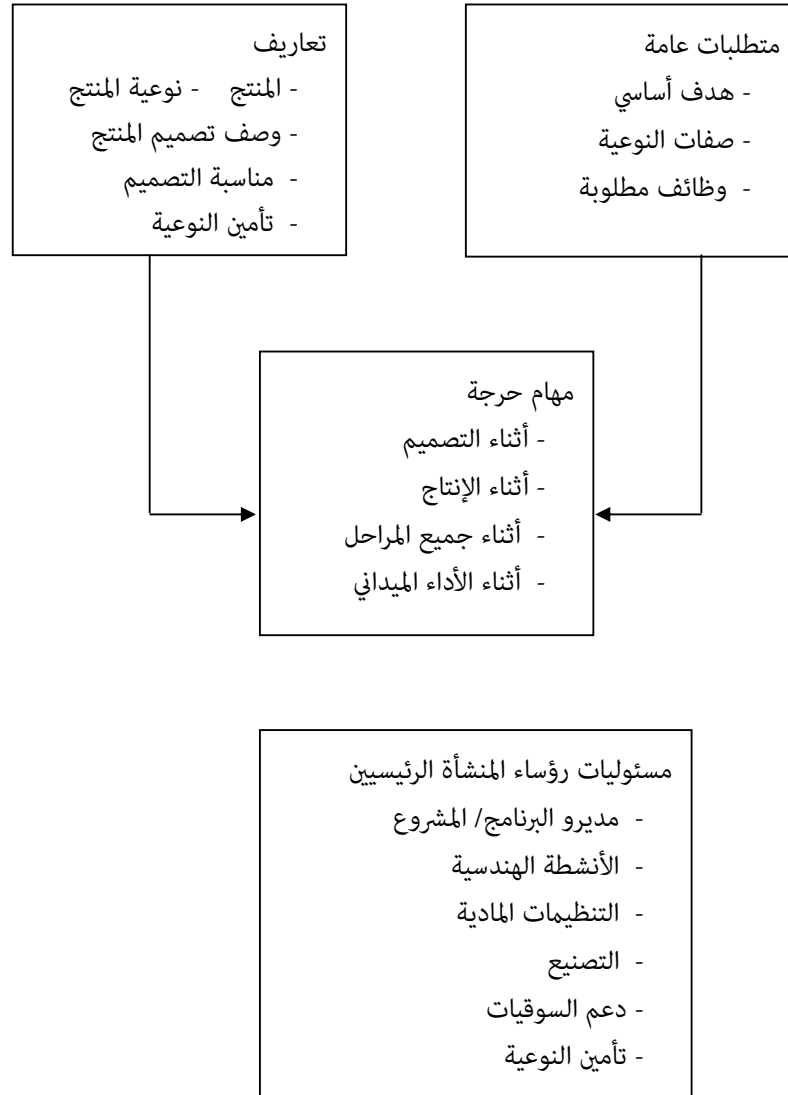 متطلبات عامة
- هدف أساسي
- صفات النوعية
- وظائف مطلوبة
تعاريف
- المنتج - نوعية المنتج
- وصف تصميم المنتج
- مناسبة التصميم
- تأمين النوعية
مهام حرجة
- أثناء التصميم
- أثناء الإنتاج
- أثناء جميع المراحل
- أثناء الأداء الميداني
مسئوليات رؤساء المنشأة الرئيسيين
- مديرو البرنامج/ المشروع
- الأنشطة الهندسية
- التنظيمات المادية
- التصنيع
- دعم السوقيات
- تأمين النوعية